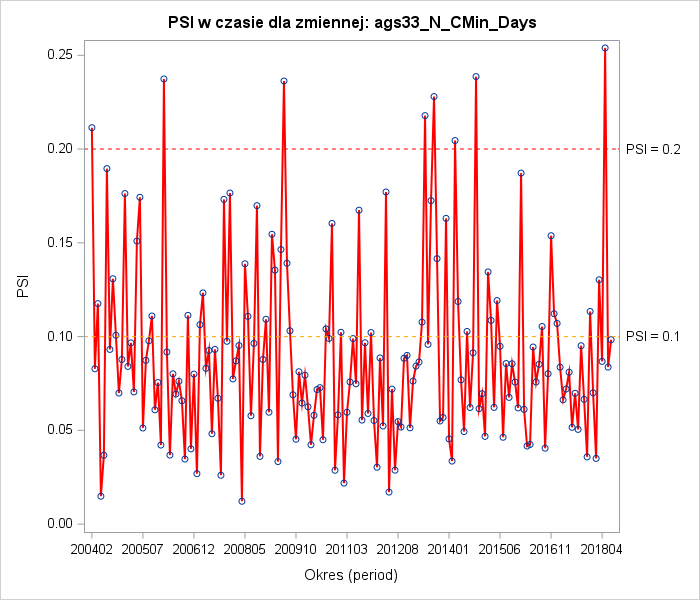 PSI w czasie dla zmiennej: ags33_N_CMin_Days
0.25
0.20
PSI = 0.2
0.15
PSI
0.10
PSI = 0.1
0.05
0.00
200402 200507 200612 200805 200910 201103 201208 201401 201506 201611 201804
Okres (period)